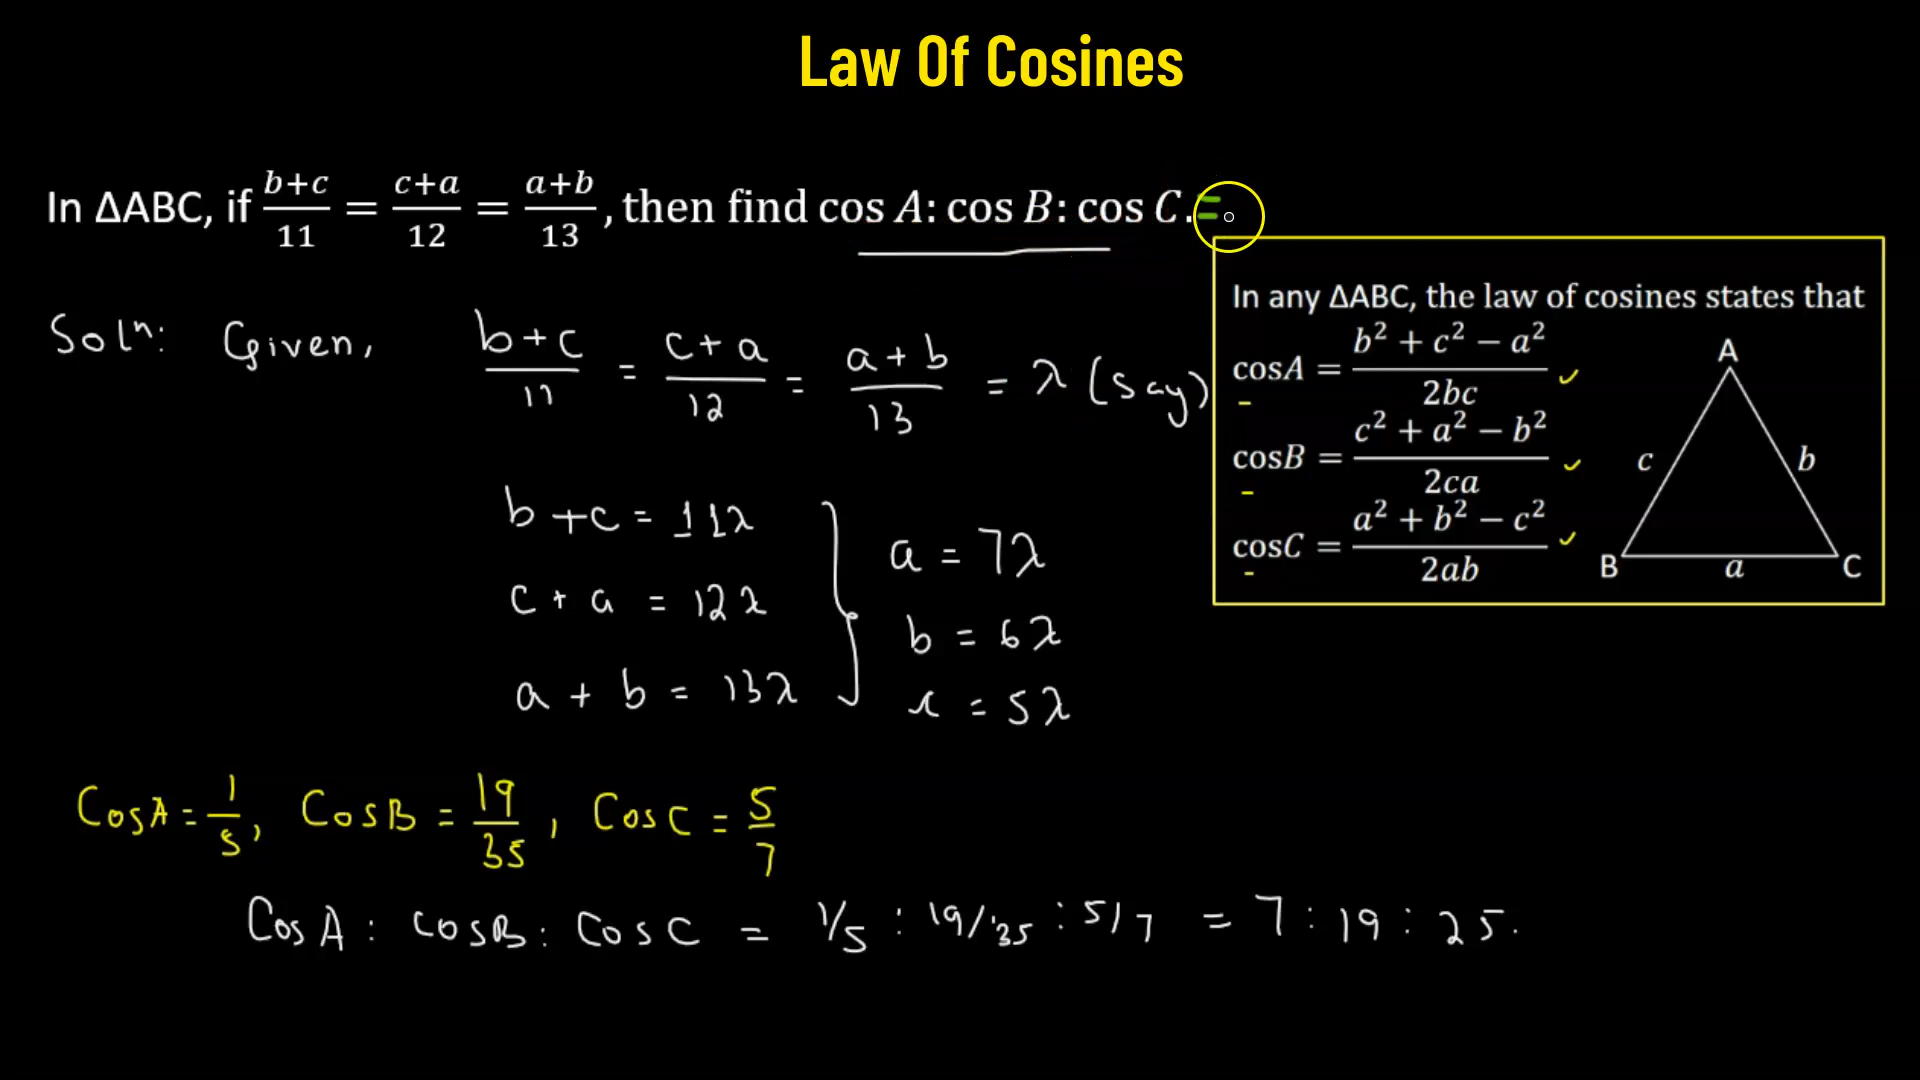 Law Of Cosines
In ΔABC, if b+c/11 = c+a/12 = a+b/13, then find cos A: cos B: cos C. =
In any ΔABC, the law of cosines states that
cosA = b² + c² − a² / 2bc
cosB = c² + a² − b² / 2ca
cosC = a² + b² − c² / 2ab
A
c
b
B
a
C
Solⁿ: Given, b+c/11 = c+a/12 = a+b/13 = λ (say)
b+c = 11λ
c+a = 12λ
a+b = 13λ
a = 7λ
b = 6λ
c = 5λ
CosA = 1/5, CosB = 19/35, CosC = 5/7
CosA : cosB : CosC = 1/5 : 19/35 : 5/7 = 7 : 19 : 25.